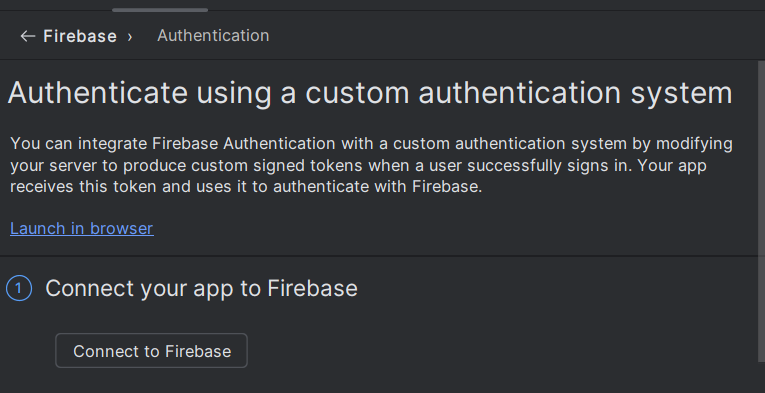 ← Firebase › Authentication
Authenticate using a custom authentication system
You can integrate Firebase Authentication with a custom authentication system by modifying
your server to produce custom signed tokens when a user successfully signs in. Your app
receives this token and uses it to authenticate with Firebase.
Launch in browser
1 Connect your app to Firebase
Connect to Firebase